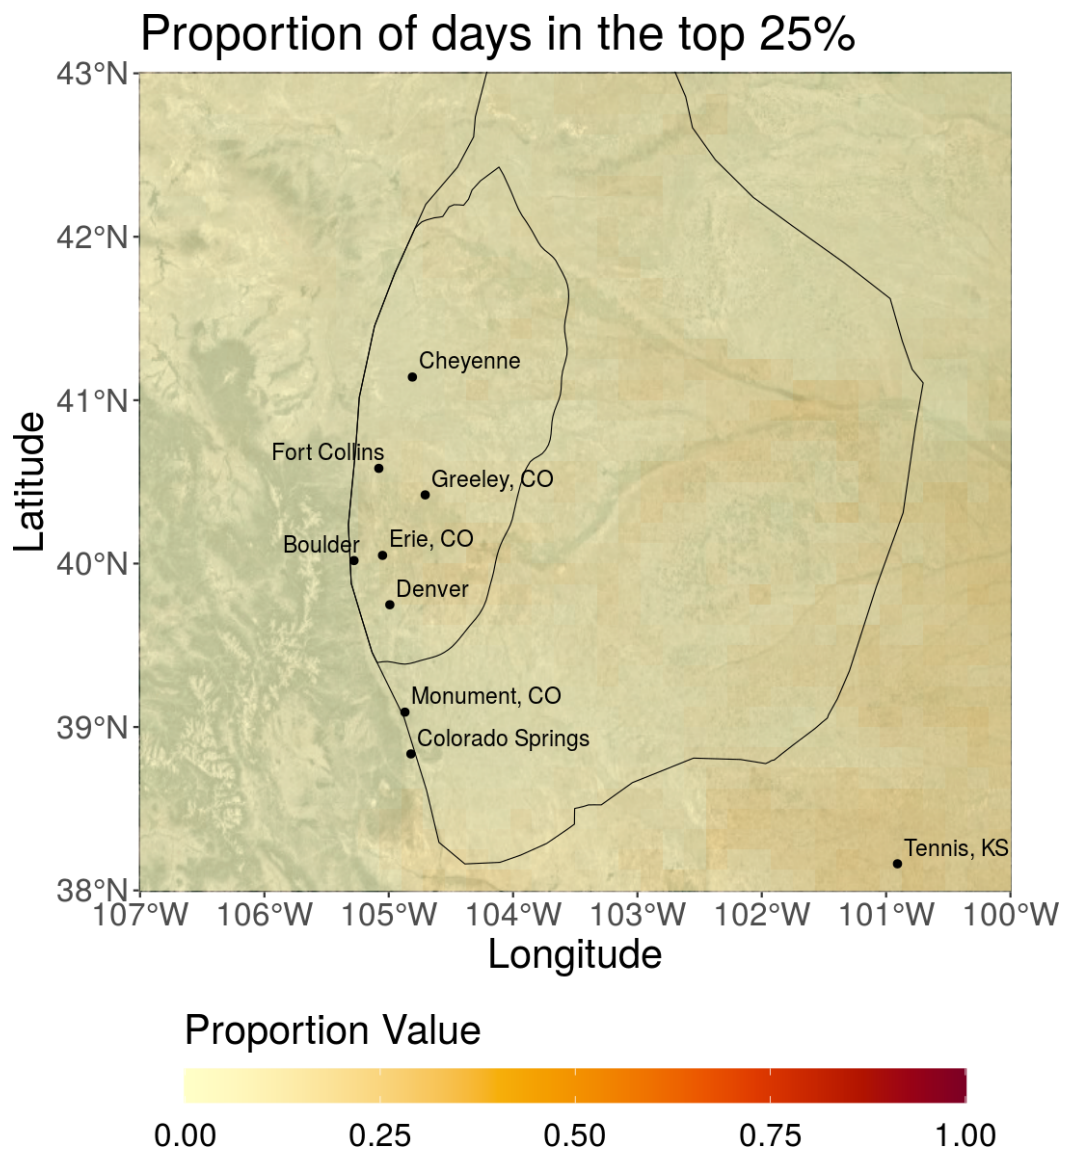 Proportion of days in the top 25%
43°N
42°N
41°N
40°N
39°N
38°N
Latitude
Cheyenne
Fort Collins
Greeley, CO
Erie, CO
Boulder
Denver
Monument, CO
Colorado Springs
Tennis, KS
107°W 106°W 105°W 104°W 103°W 102°W 101°W 100°W
Longitude
Proportion Value
0.00 0.25 0.50 0.75 1.00